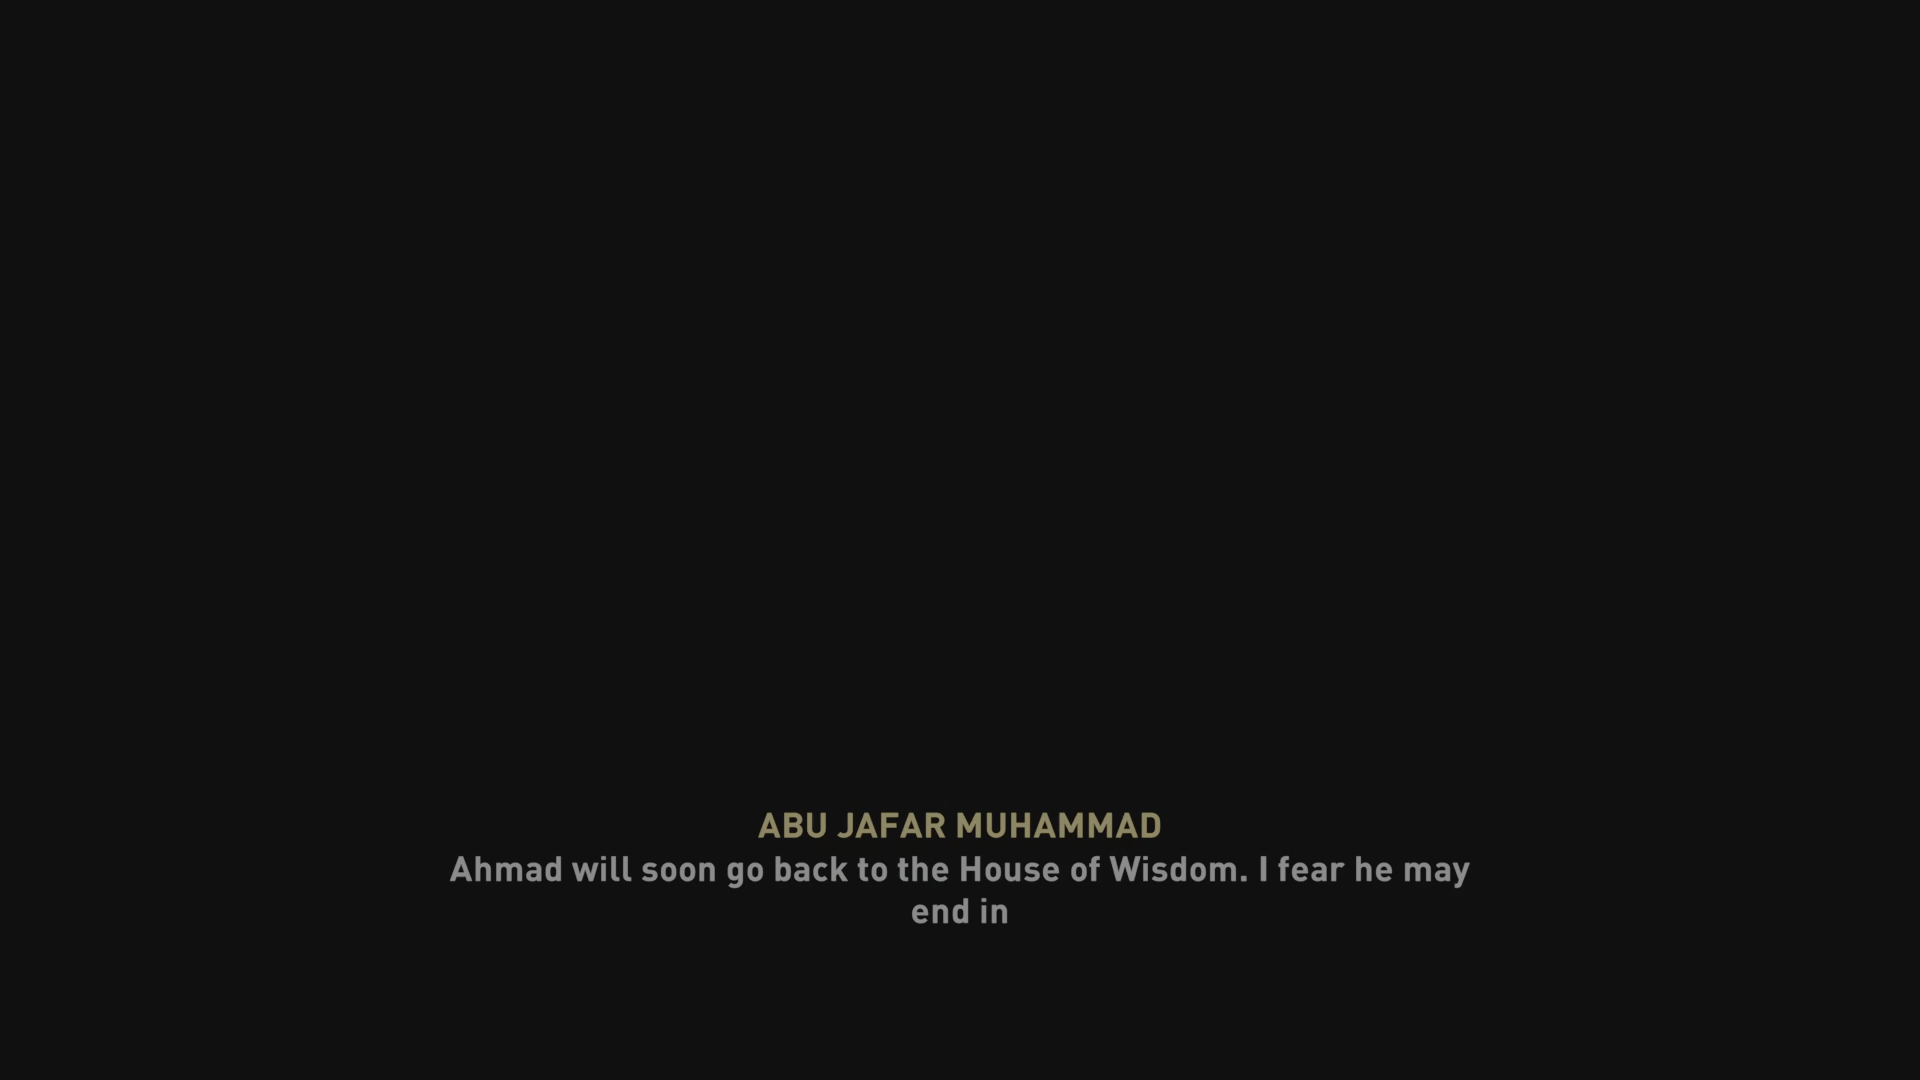 ABU JAFAR MUHAMMAD
Ahmad will soon go back to the House of Wisdom. I fear he may
end in